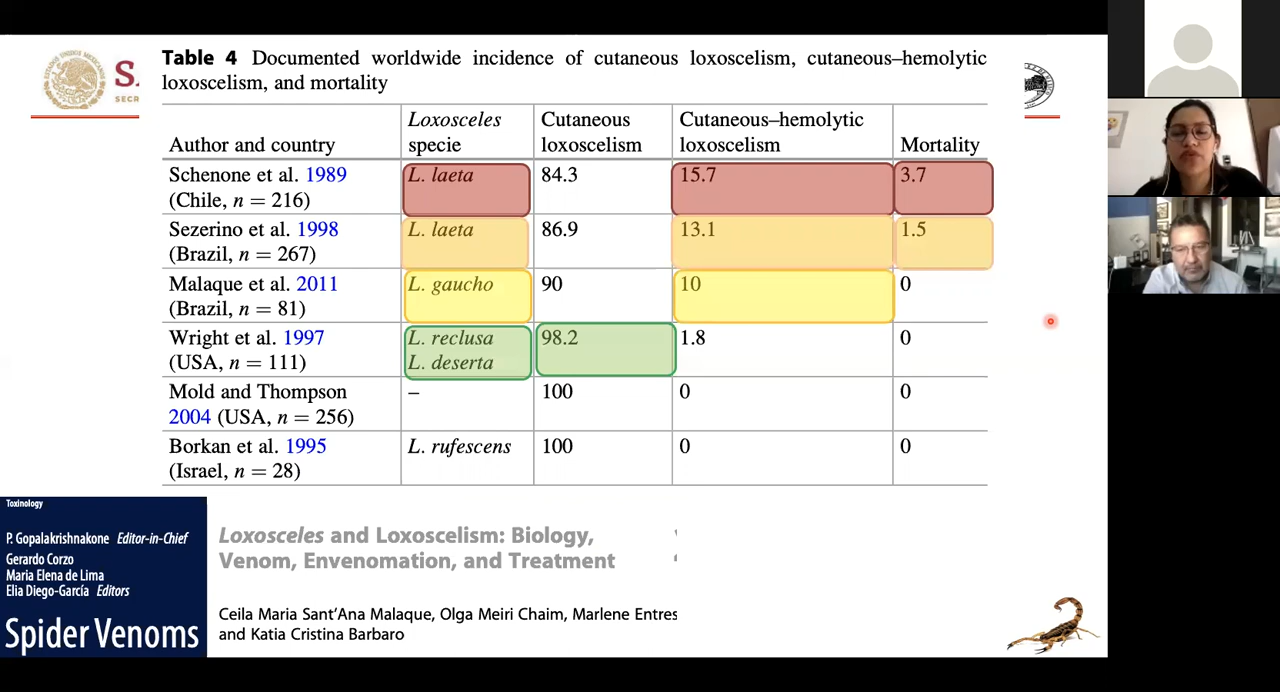 Table 4 Documented worldwide incidence of cutaneous loxoscelism, cutaneous–hemolytic
loxoscelism, and mortality
S.
SECR
Author and country
Loxosceles
specie
Cutaneous
loxoscelism
Cutaneous–hemolytic
loxoscelism
Mortality
Schenone et al. 1989
(Chile, n = 216)
L. laeta
84.3
15.7
3.7
Sezerino et al. 1998
(Brazil, n = 267)
L. laeta
86.9
13.1
1.5
Malaque et al. 2011
(Brazil, n = 81)
L. gaucho
90
10
0
Wright et al. 1997
(USA, n = 111)
L. reclusa
L. deserta
98.2
1.8
0
Mold and Thompson
2004 (USA, n = 256)
–
100
0
0
Borkan et al. 1995
(Israel, n = 28)
L. rufescens
100
0
0
Toxinology
P. Gopalakrishnakone Editor-in-Chief
Gerardo Corzo
Maria Elena de Lima
Elia Diego-García Editors
Spider Venoms
Loxosceles and Loxoscelism: Biology,
Venom, Envenomation, and Treatment
Ceila Maria Sant'Ana Malaque, Olga Meiri Chaim, Marlene Entres
and Katia Cristina Barbaro